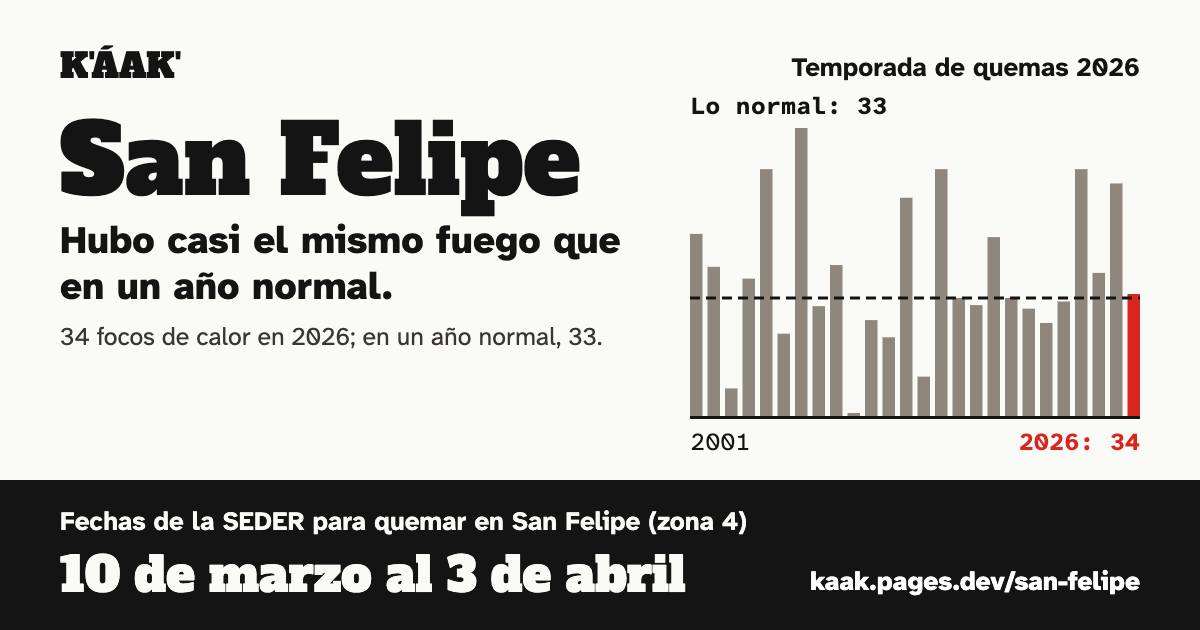 K'ÁAK'
San Felipe
Hubo casi el mismo fuego que
en un año normal.
34 focos de calor en 2026; en un año normal, 33.
Temporada de quemas 2026
Lo normal: 33
2001
2026: 34
Fechas de la SEDER para quemar en San Felipe (zona 4)
10 de marzo al 3 de abril
kaak.pages.dev/san-felipe